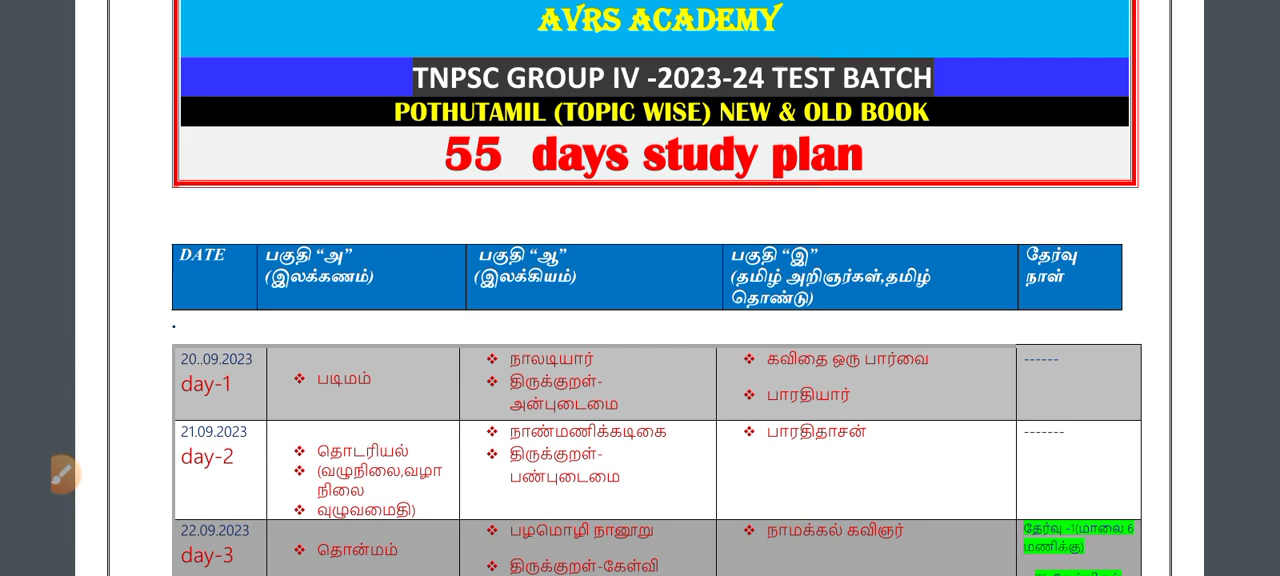 AVRS ACADEMY
TNPSC GROUP IV -2023-24 TEST BATCH
POTHUTAMIL (TOPIC WISE) NEW & OLD BOOK
55 days study plan
DATE
பகுதி “அ”
(இலக்கணம்)
பகுதி “ஆ”
(இலக்கியம்)
பகுதி “இ”
(தமிழ் அறிஞர்கள்,தமிழ்
தொண்டு)
தேர்வு
நாள்
.
20..09.2023
day-1
❖ படிமம்
❖ நாலடியார்
❖ திருக்குறள்-
அன்புடைமை
❖ கவிதை ஒரு பார்வை
❖ பாரதியார்
------
21.09.2023
day-2
❖ தொடரியல்
❖ (வழுநிலை,வழா
நிலை
❖ வுழுவமைதி)
❖ நாண்மணிக்கடிகை
❖ திருக்குறள்-
பண்புடைமை
❖ பாரதிதாசன்
-------
22.09.2023
day-3
❖ தொன்மம்
❖ பழமொழி நானூறு
❖ திருக்குறள்-கேள்வி
❖ நாமக்கல் கவிஞர்
தேர்வு -1(மாலை 6
மணிக்கு)